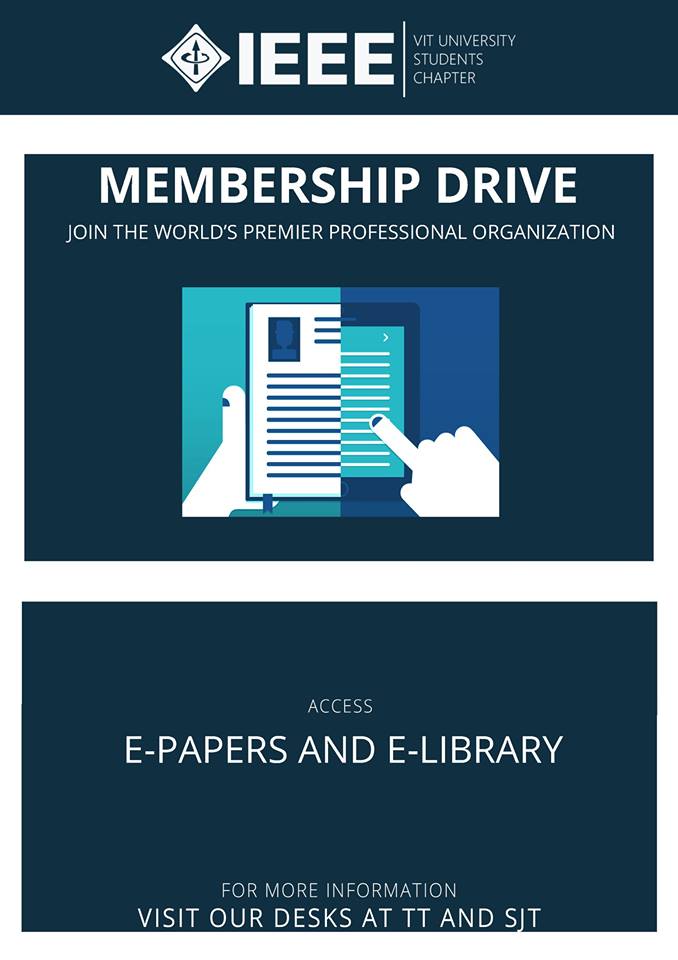 IEEE
VIT UNIVERSITY
STUDENTS
CHAPTER
MEMBERSHIP DRIVE
JOIN THE WORLD'S PREMIER PROFESSIONAL ORGANIZATION
ACCESS
E-PAPERS AND E-LIBRARY
FOR MORE INFORMATION
VISIT OUR DESKS AT TT AND SJT